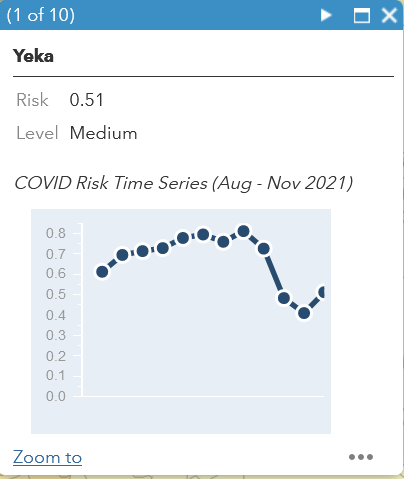 (1 of 10)
Yeka
Risk 0.51
Level Medium
COVID Risk Time Series (Aug - Nov 2021)
0.8
0.7
0.6
0.5
0.4
0.3
0.2
0.1
0.0
Zoom to